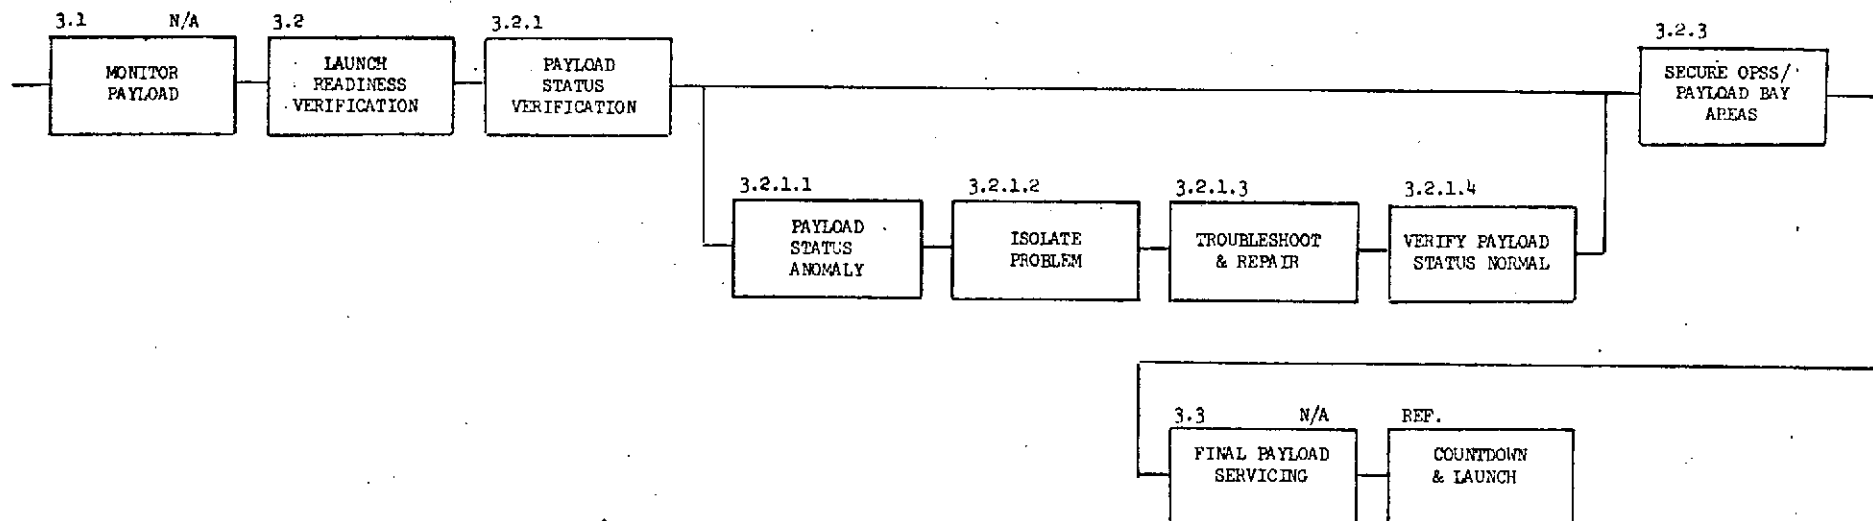 3.1 N/A
MONITOR
PAYLOAD
3.2
LAUNCH
READINESS
VERIFICATION
3.2.1
PAYLOAD
STATUS
VERIFICATION
3.2.3
SECURE OPSS/
PAYLOAD BAY
AREAS
3.2.1.1
PAYLOAD
STATUS
ANOMALY
3.2.1.2
ISOLATE
PROBLEM
3.2.1.3
TROUBLESHOOT
& REPAIR
3.2.1.4
VERIFY PAYLOAD
STATUS NORMAL
3.3 N/A
FINAL PAYLOAD
SERVICING
REF.
COUNTDOWN
& LAUNCH